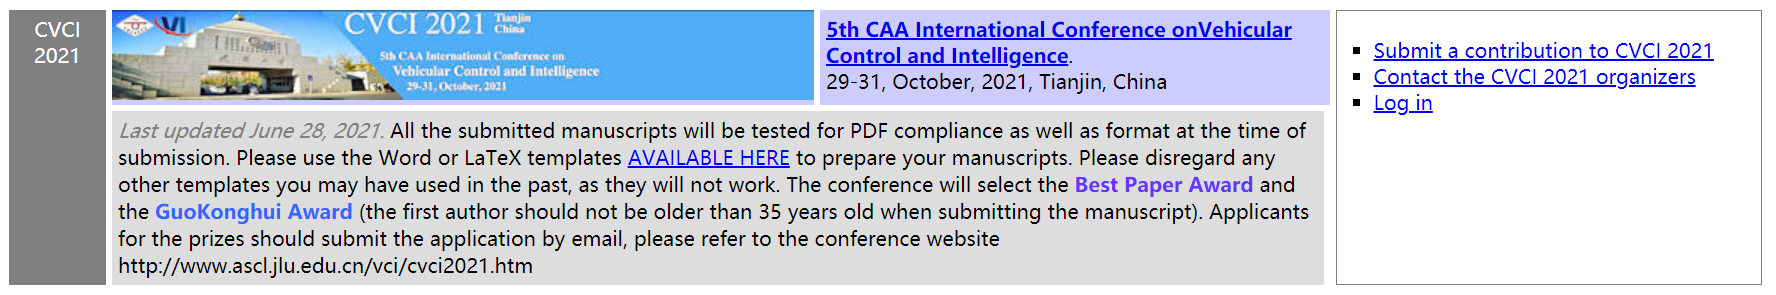 CVCI
2021
VI
CVCI 2021 Tianjin
China
5th CAA International Conference on
Vehicular Control and Intelligence
29-31, October, 2021
5th CAA International Conference onVehicular
Control and Intelligence.
29-31, October, 2021, Tianjin, China
Last updated June 28, 2021. All the submitted manuscripts will be tested for PDF compliance as well as format at the time of
submission. Please use the Word or LaTeX templates AVAILABLE HERE to prepare your manuscripts. Please disregard any
other templates you may have used in the past, as they will not work. The conference will select the Best Paper Award and
the GuoKonghui Award (the first author should not be older than 35 years old when submitting the manuscript). Applicants
for the prizes should submit the application by email, please refer to the conference website
http://www.ascl.jlu.edu.cn/vci/cvci2021.htm
Submit a contribution to CVCI 2021
Contact the CVCI 2021 organizers
Log in